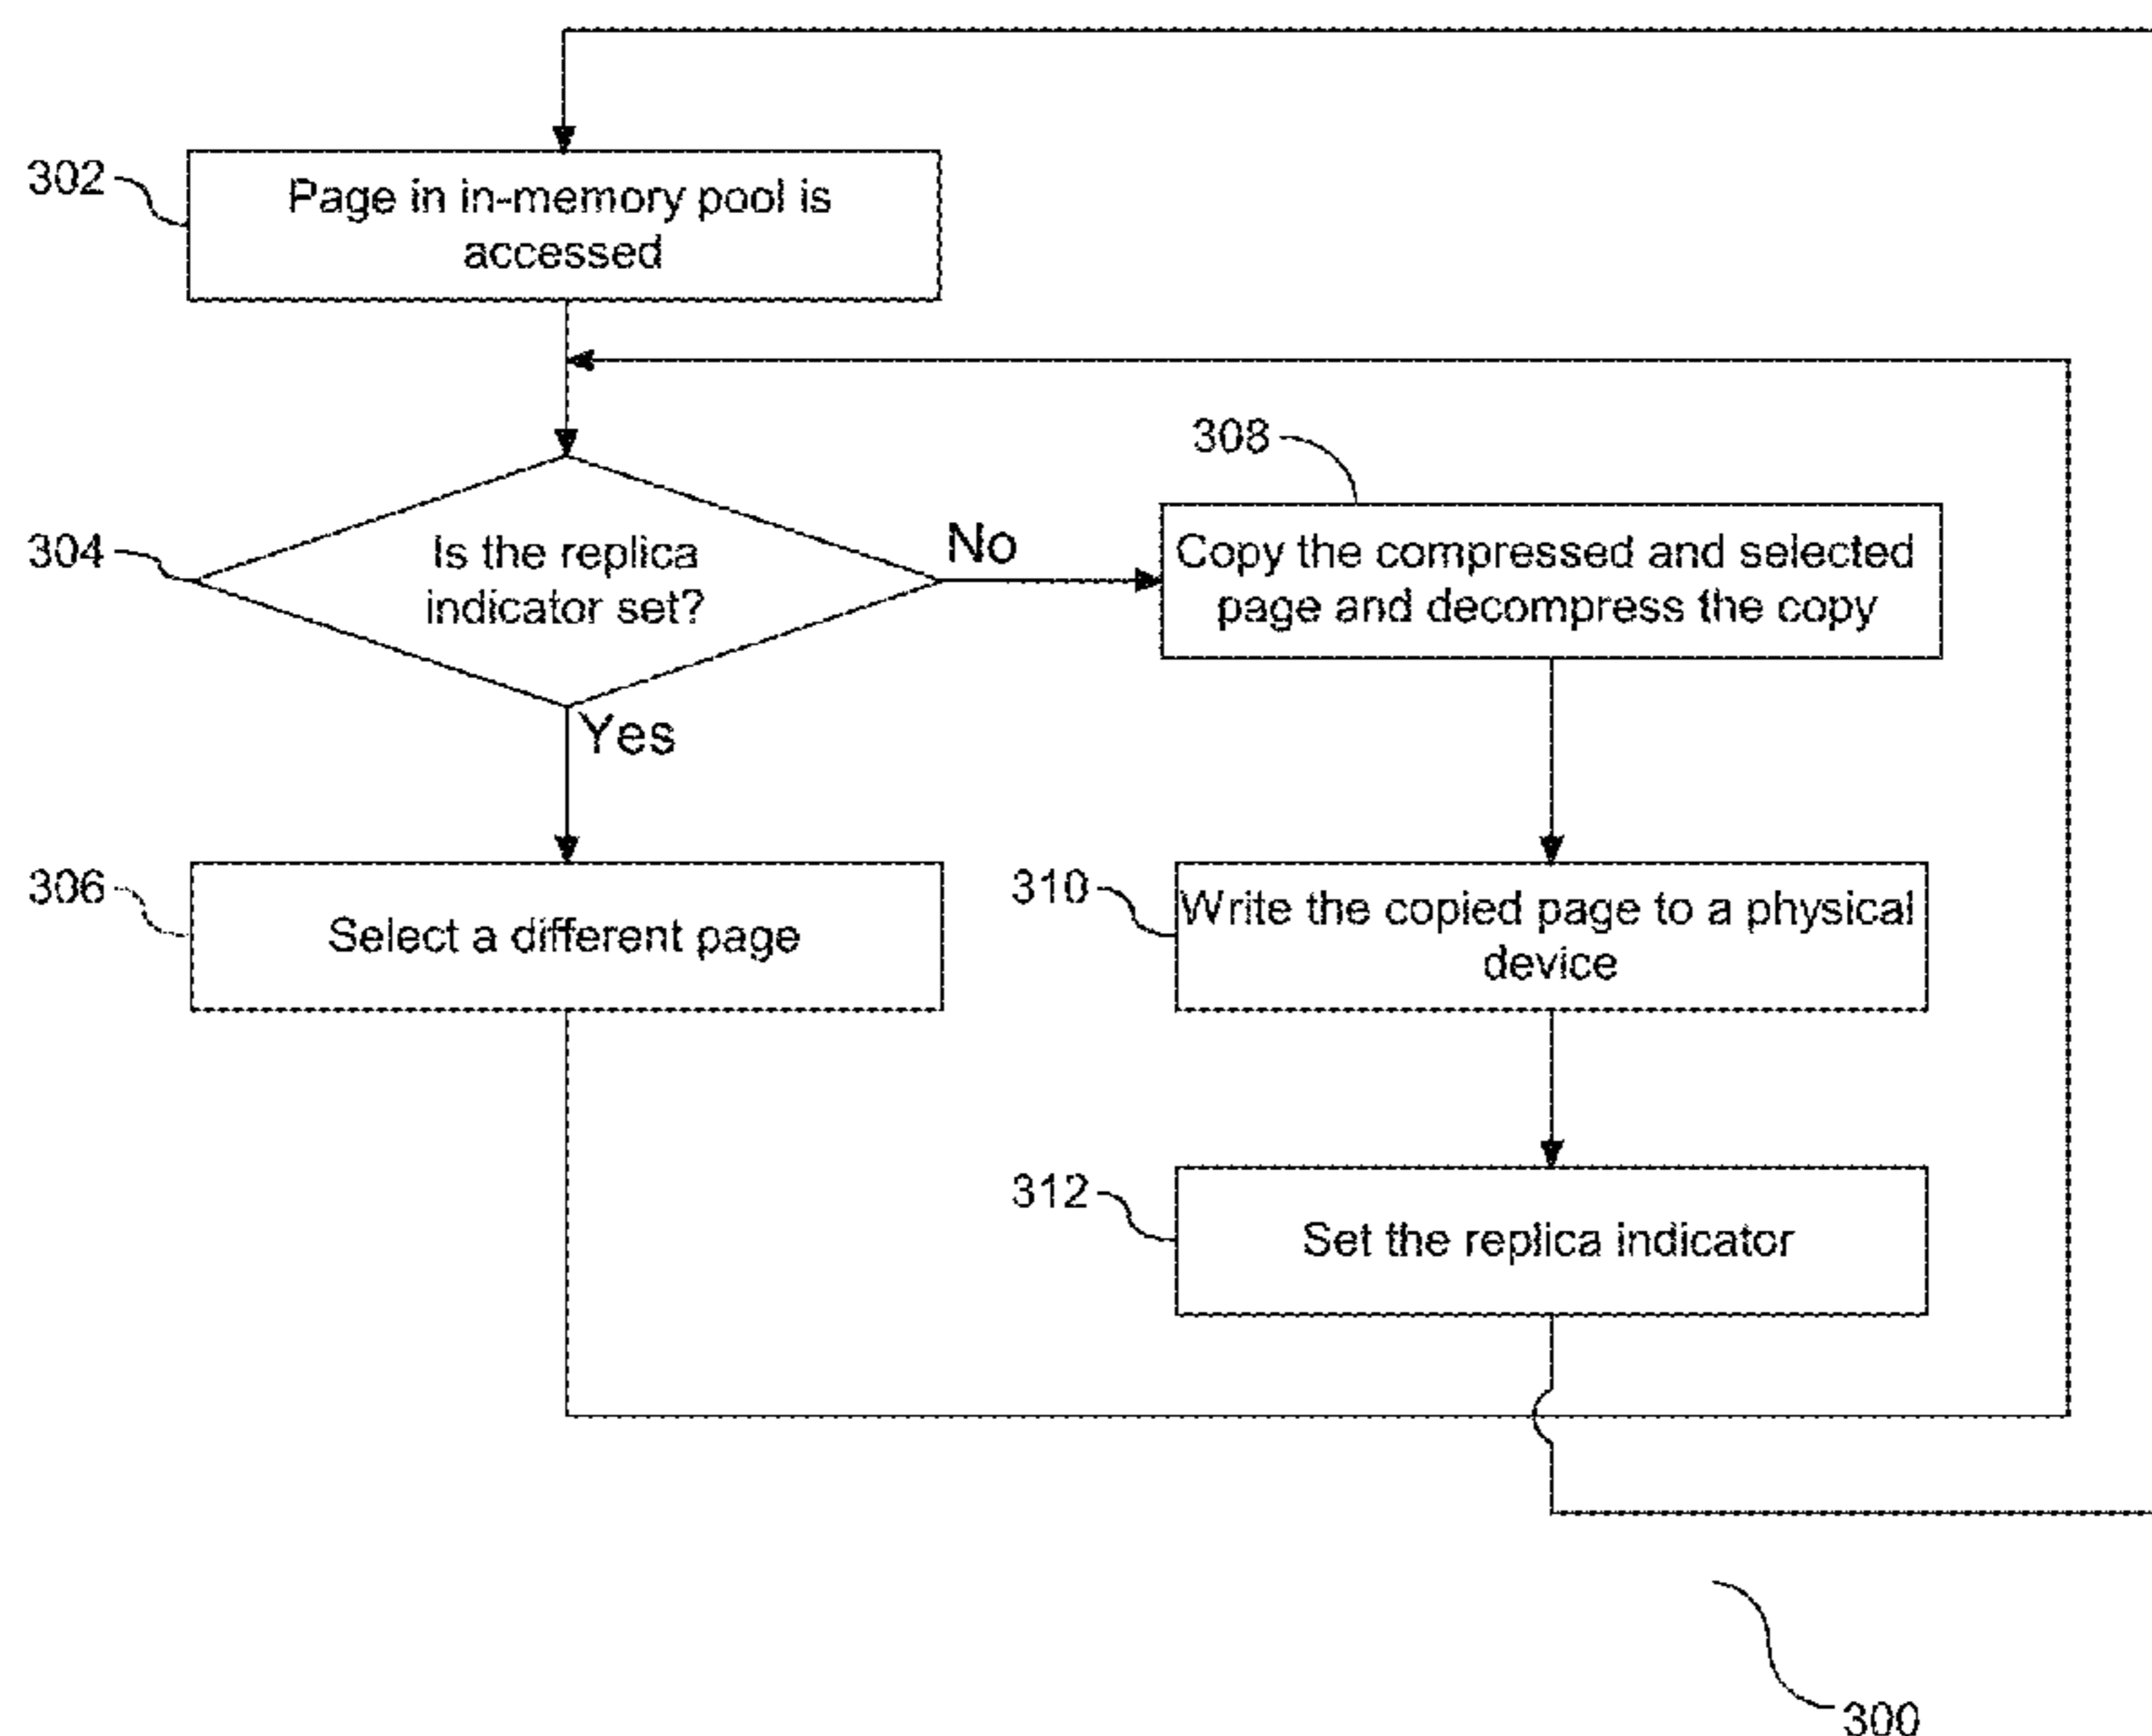 302
Page in in-memory pool is
accessed
304
Is the replica
indicator set?
No
308
Copy the compressed and selected
page and decompress the copy
Yes
306
Select a different page
310
Write the copied page to a physical
device
312
Set the replica indicator
300